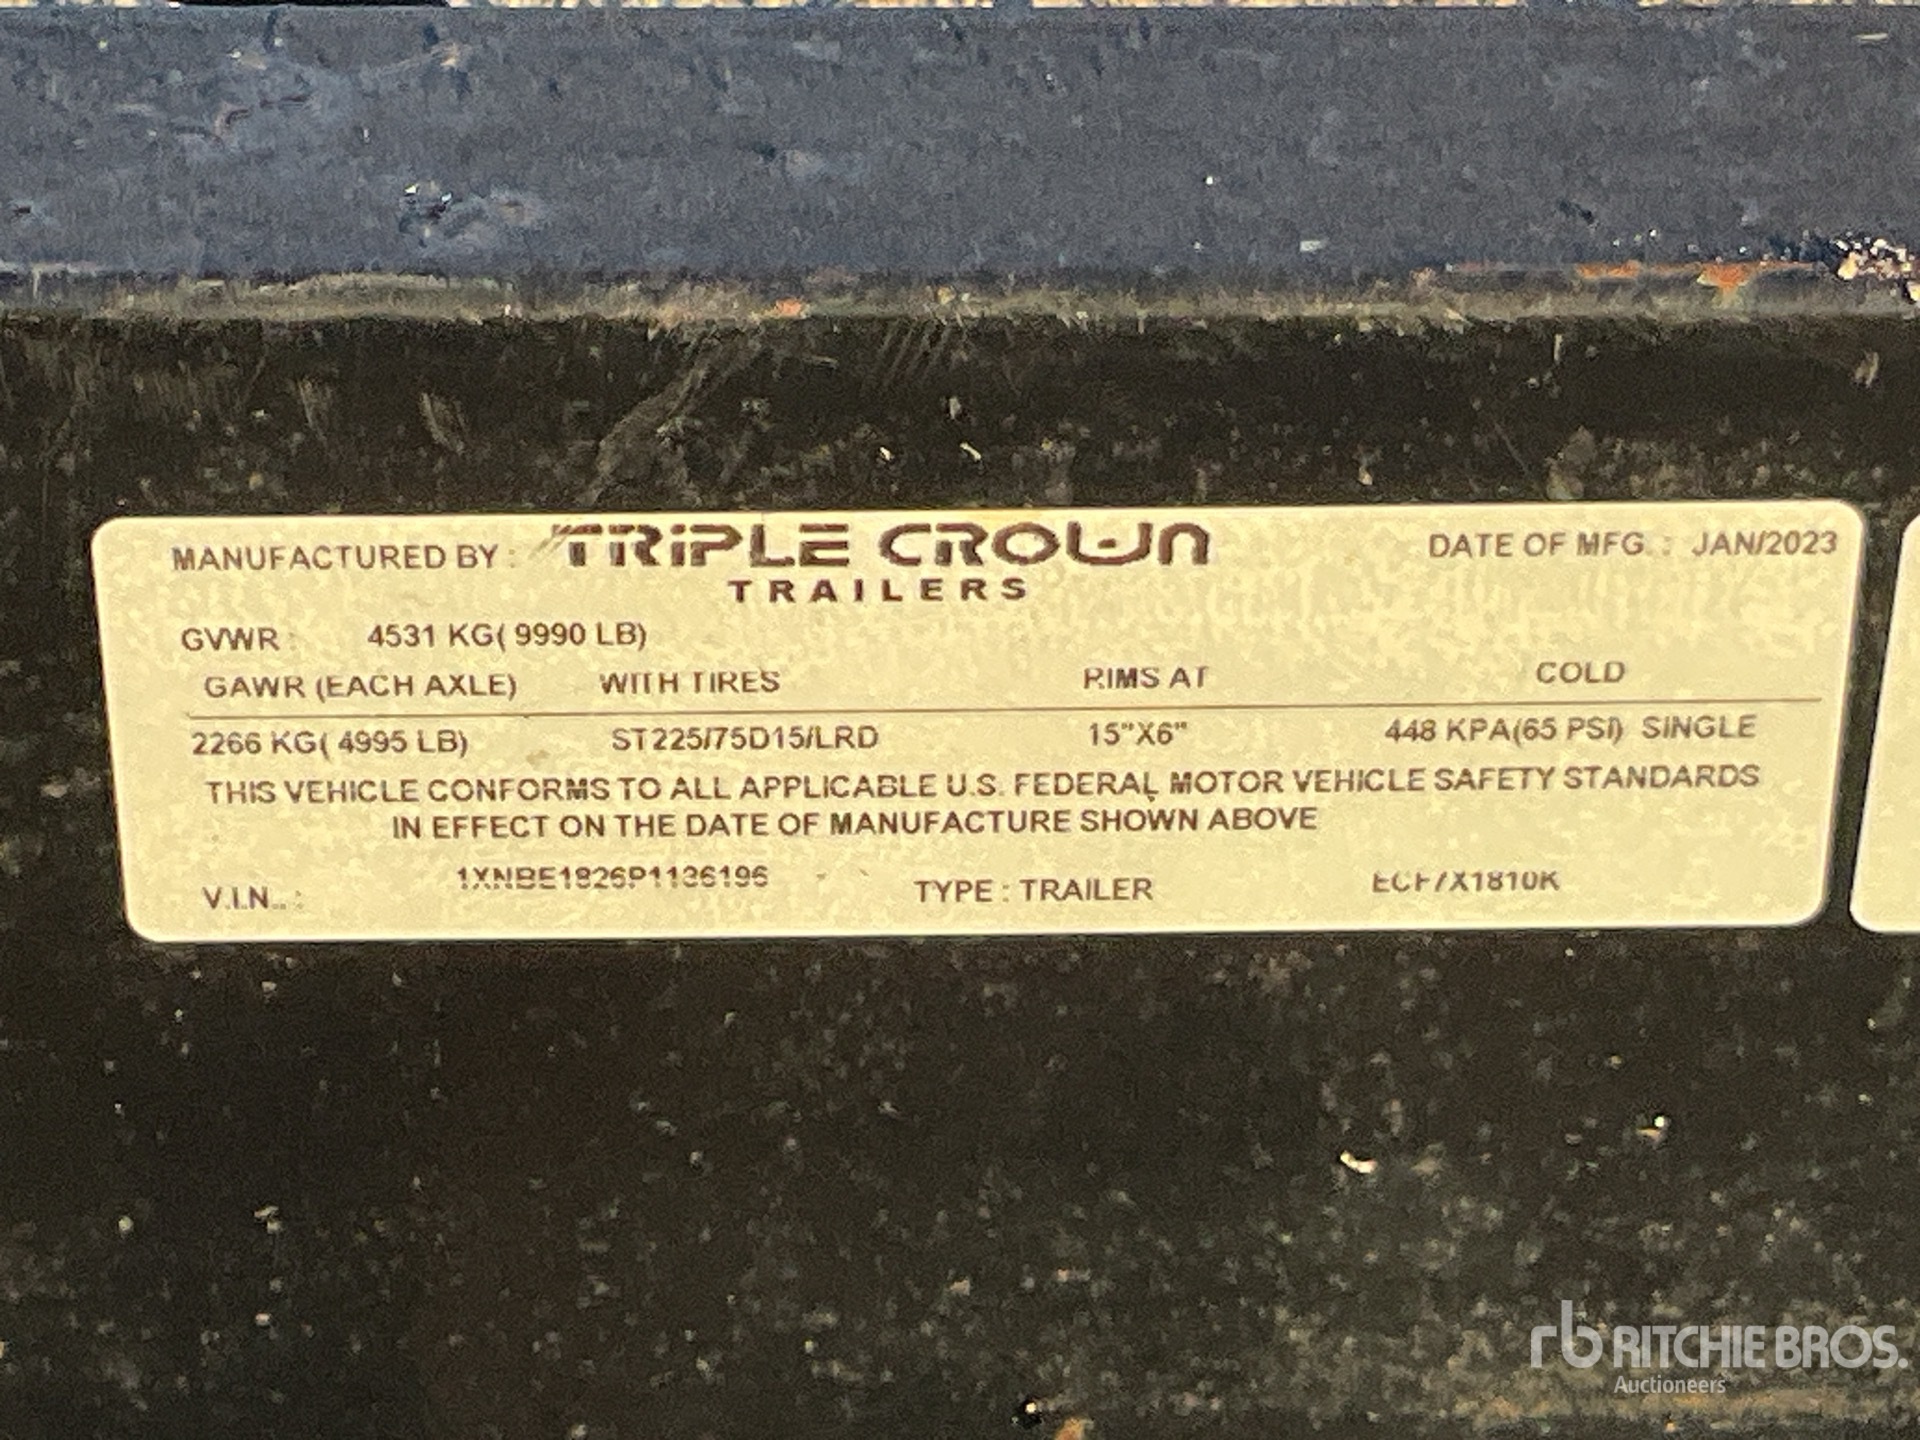 MANUFACTURED BY : TRIPLE CROWN TRAILERS DATE OF MFG. : JAN/2023
GVWR : 4531 KG( 9990 LB)
GAWR (EACH AXLE) WITH TIRES RIMS AT COLD
2266 KG( 4995 LB) ST225/75D15/LRD 15"X6" 448 KPA(65 PSI) SINGLE
THIS VEHICLE CONFORMS TO ALL APPLICABLE U.S. FEDERAL MOTOR VEHICLE SAFETY STANDARDS
IN EFFECT ON THE DATE OF MANUFACTURE SHOWN ABOVE
V.I.N.. : TYPE : TRAILER
rb RITCHIE BROS.
Auctioneers